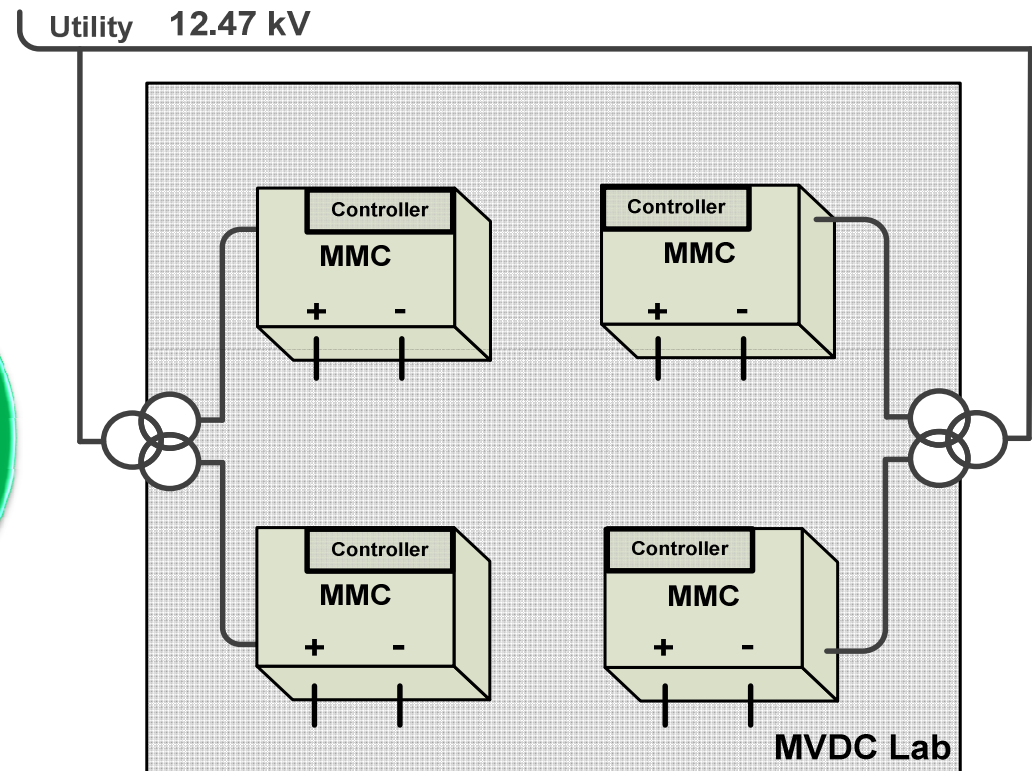 Utility 12.47 kV
Controller
MMC
+ -
Controller
MMC
+ -
Controller
MMC
+ -
Controller
MMC
+ -
MVDC Lab